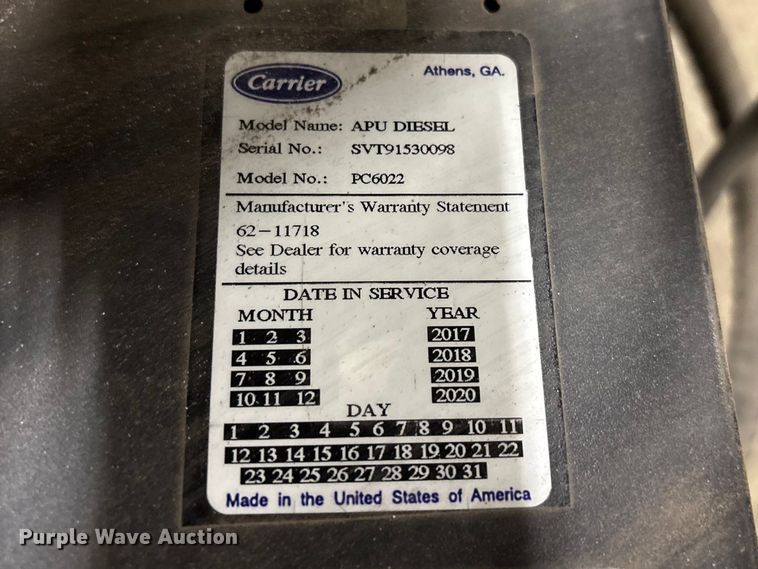 Carrier
Athens, GA.
Model Name: APU DIESEL
Serial No.: SVT91530098
Model No.: PC6022
Manufacturer's Warranty Statement
62-11718
See Dealer for warranty coverage
details
DATE IN SERVICE
MONTH YEAR
1 2 3 2017
4 5 6 2018
7 8 9 2019
10 11 12 2020
DAY
1 2 3 4 5 6 7 8 9 10 11
12 13 14 15 16 17 18 19 20 21 22
23 24 25 26 27 28 29 30 31
Made in the United States of America
Purple Wave Auction